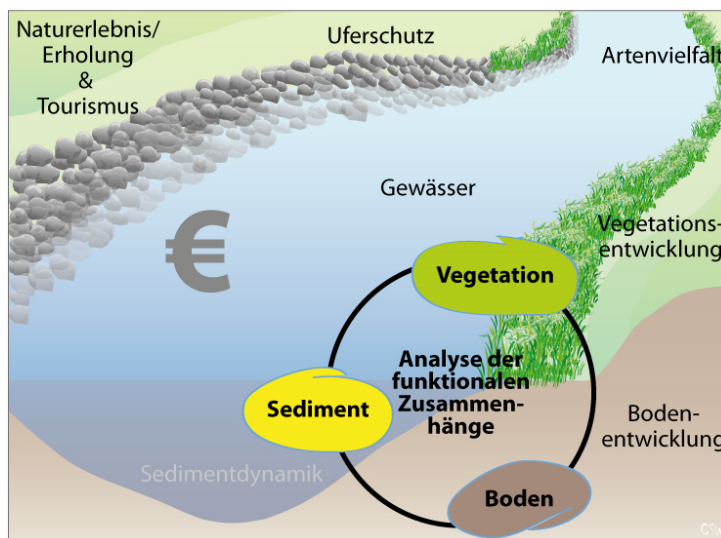 Naturerlebnis/
Erholung
&
Tourismus
Uferschutz
Artenvielfalt
Gewässer
€
Vegetations-
entwicklung
Vegetation
Analyse der
funktionalen
Zusammen-
hänge
Sediment
Boden-
entwicklung
Sedimentdynamik
Boden